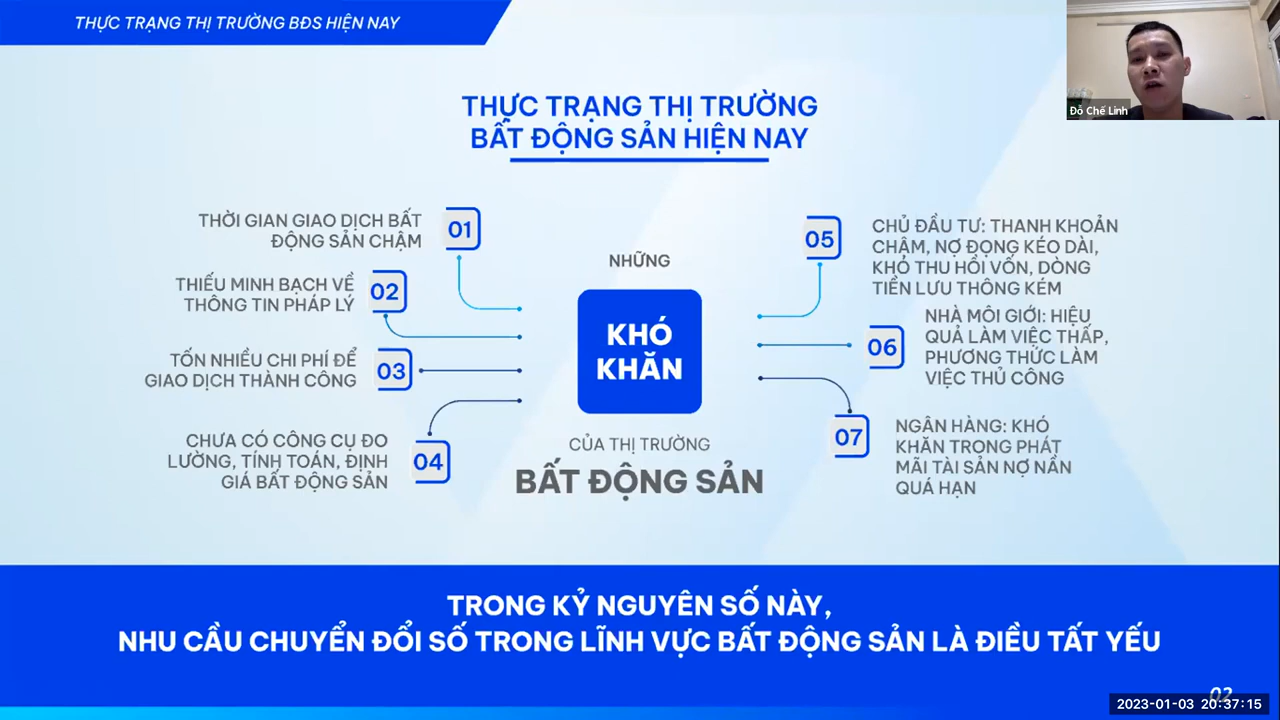 THỰC TRẠNG THỊ TRƯỜNG BĐS HIỆN NAY
Đỗ Chế Linh
THỰC TRẠNG THỊ TRƯỜNG
BẤT ĐỘNG SẢN HIỆN NAY
THỜI GIAN GIAO DỊCH BẤT
ĐỘNG SẢN CHẬM
01
THIẾU MINH BẠCH VỀ
THÔNG TIN PHÁP LÝ
02
TỐN NHIỀU CHI PHÍ ĐỂ
GIAO DỊCH THÀNH CÔNG
03
CHƯA CÓ CÔNG CỤ ĐO
LƯỜNG, TÍNH TOÁN, ĐỊNH
GIÁ BẤT ĐỘNG SẢN
04
NHỮNG
KHÓ
KHĂN
CỦA THỊ TRƯỜNG
BẤT ĐỘNG SẢN
05
CHỦ ĐẦU TƯ: THANH KHOẢN
CHẬM, NỢ ĐỌNG KÉO DÀI,
KHÓ THU HỒI VỐN, DÒNG
TIỀN LƯU THÔNG KÉM
06
NHÀ MÔI GIỚI: HIỆU
QUẢ LÀM VIỆC THẤP,
PHƯƠNG THỨC LÀM
VIỆC THỦ CÔNG
07
NGÂN HÀNG: KHÓ
KHĂN TRONG PHÁT
MÃI TÀI SẢN NỢ NẦN
QUÁ HẠN
TRONG KỶ NGUYÊN SỐ NÀY,
NHU CẦU CHUYỂN ĐỔI SỐ TRONG LĨNH VỰC BẤT ĐỘNG SẢN LÀ ĐIỀU TẤT YẾU
02
2023-01-03 20:37:15